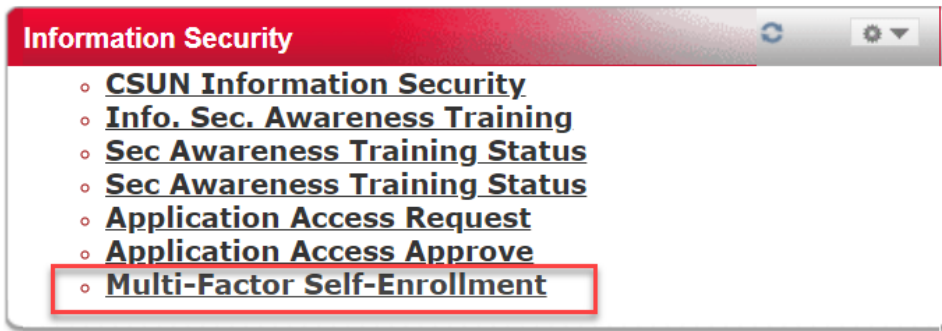 Information Security
CSUN Information Security
Info. Sec. Awareness Training
Sec Awareness Training Status
Sec Awareness Training Status
Application Access Request
Application Access Approve
Multi-Factor Self-Enrollment